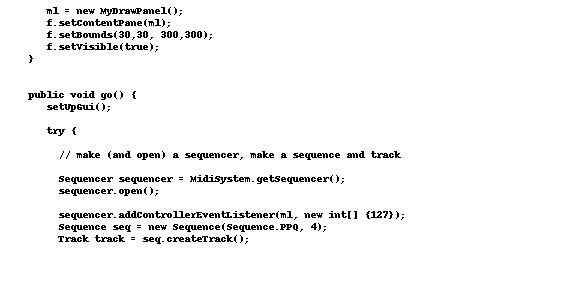 ml = new MyDrawPanel();
f.setContentPane(ml);
f.setBounds(30,30, 300,300);
f.setVisible(true);
}
public void go() {
setUpGui();
try {
// make (and open) a sequencer, make a sequence and track
Sequencer sequencer = MidiSystem.getSequencer();
sequencer.open();
sequencer.addControllerEventListener(ml, new int[] {127});
Sequence seq = new Sequence(Sequence.PPQ, 4);
Track track = seq.createTrack();